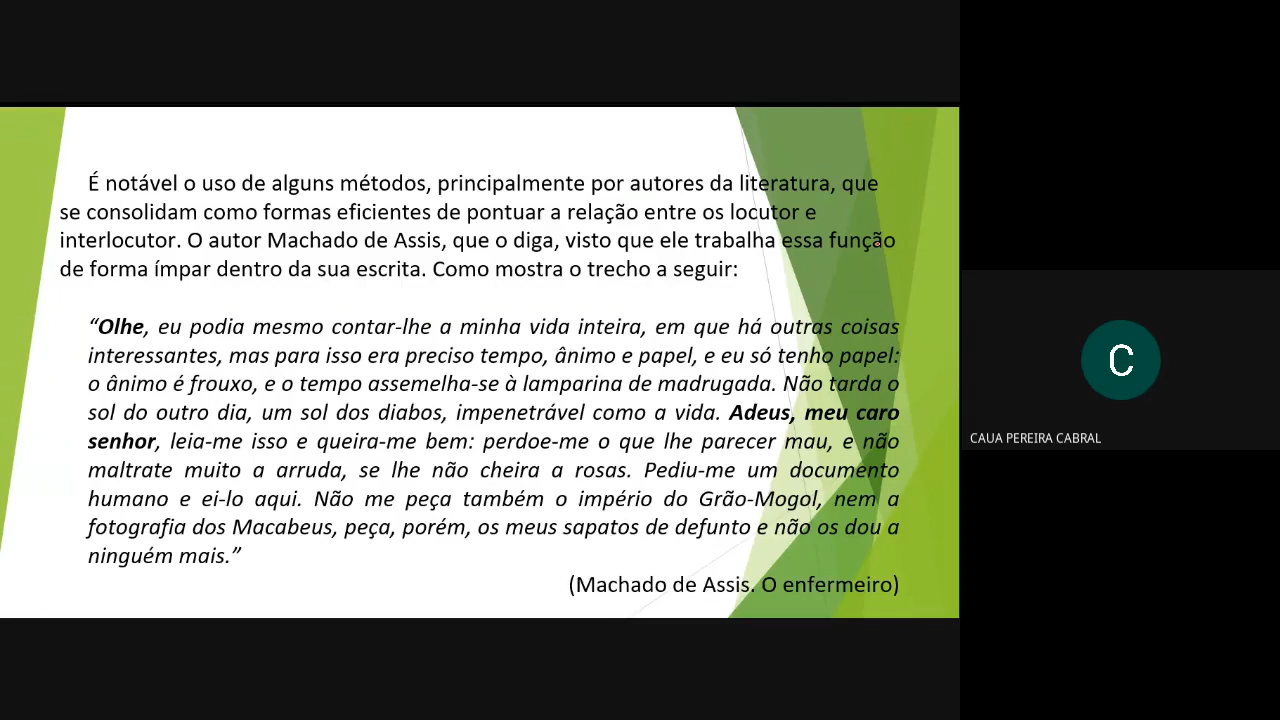 É notável o uso de alguns métodos, principalmente por autores da literatura, que
se consolidam como formas eficientes de pontuar a relação entre os locutor e
interlocutor. O autor Machado de Assis, que o diga, visto que ele trabalha essa função
de forma ímpar dentro da sua escrita. Como mostra o trecho a seguir:
“Olhe, eu podia mesmo contar-lhe a minha vida inteira, em que há outras coisas
interessantes, mas para isso era preciso tempo, ânimo e papel, e eu só tenho papel:
o ânimo é frouxo, e o tempo assemelha-se à lamparina de madrugada. Não tarda o
sol do outro dia, um sol dos diabos, impenetrável como a vida. Adeus, meu caro
senhor, leia-me isso e queira-me bem: perdoe-me o que lhe parecer mau, e não
maltrate muito a arruda, se lhe não cheira a rosas. Pediu-me um documento
humano e ei-lo aqui. Não me peça também o império do Grão-Mogol, nem a
fotografia dos Macabeus, peça, porém, os meus sapatos de defunto e não os dou a
ninguém mais.”
(Machado de Assis. O enfermeiro)
C
CAUA PEREIRA CABRAL